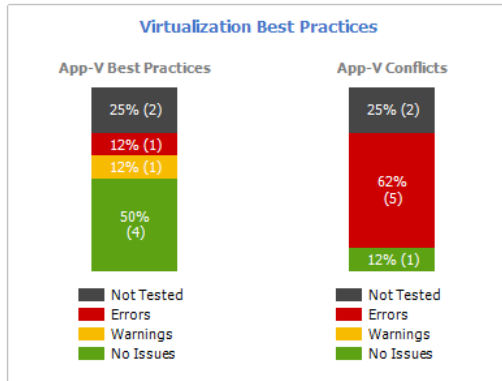 Virtualization Best Practices
App-V Best Practices
25% (2)
12% (1)
12% (1)
50%
(4)
Not Tested
Errors
Warnings
No Issues
App-V Conflicts
25% (2)
62%
(5)
12% (1)
Not Tested
Errors
Warnings
No Issues